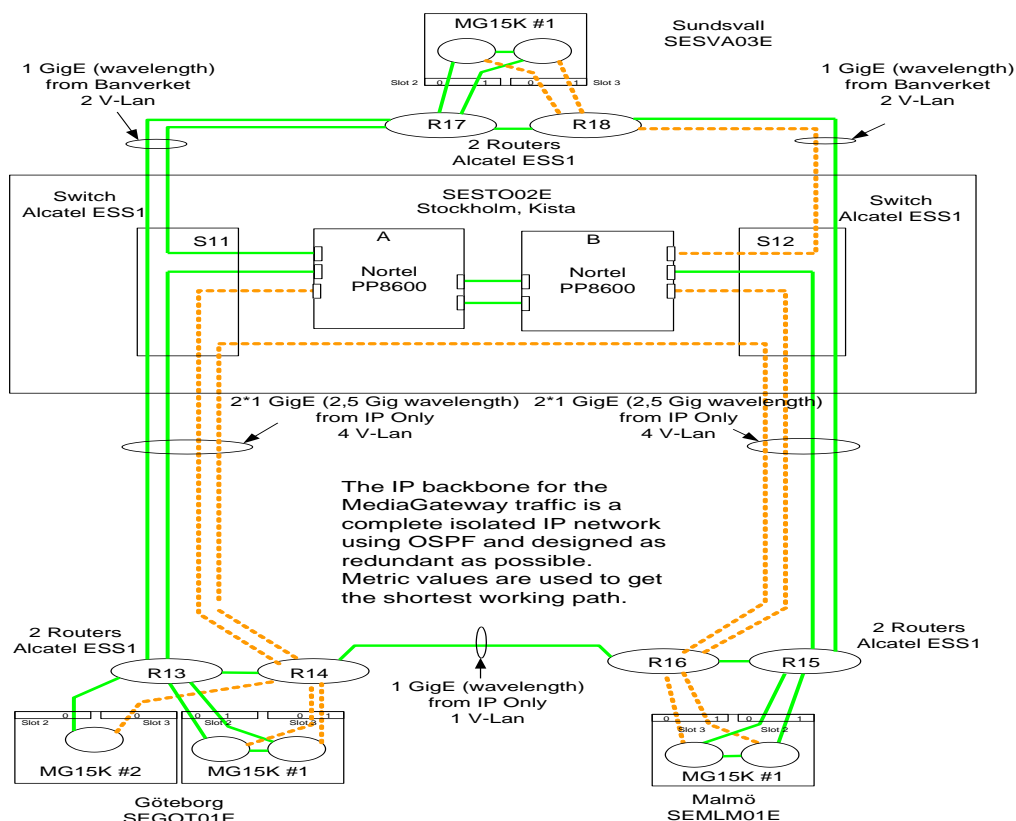 MG15K #1
Sundsvall
SESVA03E
Slot 2
0
1
0
1
Slot 3
1 GigE (wavelength)
from Banverket
2 V-Lan
1 GigE (wavelength)
from Banverket
2 V-Lan
R17
R18
2 Routers
Alcatel ESS1
Switch
Alcatel ESS1
SESTO02E
Stockholm, Kista
Switch
Alcatel ESS1
S11
A
Nortel
PP8600
B
Nortel
PP8600
S12
2*1 GigE (2,5 Gig wavelength)
from IP Only
4 V-Lan
2*1 GigE (2,5 Gig wavelength)
from IP Only
4 V-Lan
The IP backbone for the
MediaGateway traffic is a
complete isolated IP network
using OSPF and designed as
redundant as possible.
Metric values are used to get
the shortest working path.
2 Routers
Alcatel ESS1
2 Routers
Alcatel ESS1
R13
R14
R16
R15
1 GigE (wavelength)
from IP Only
1 V-Lan
0
0
Slot 2
Slot 3
0
1
0
1
Slot 2
Slot 3
0
1
0
1
Slot 3
Slot 2
MG15K #2
MG15K #1
MG15K #1
Göteborg
SEGOT01E
Malmö
SEMLM01E